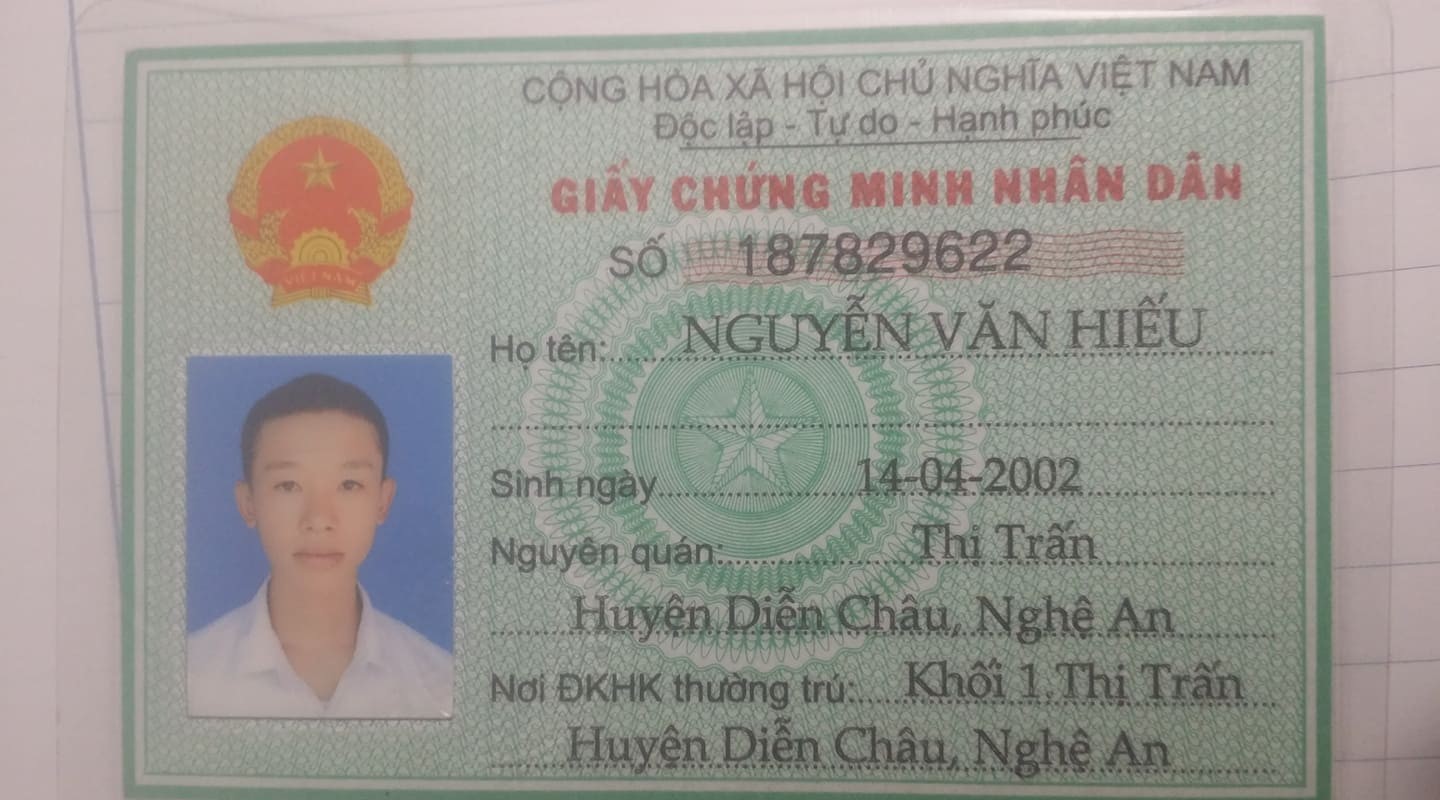 CỘNG HÒA XÃ HỘI CHỦ NGHĨA VIỆT NAM
Độc lập - Tự do - Hạnh phúc
GIẤY CHỨNG MINH NHÂN DÂN
SỐ 187829622
Họ tên: NGUYỄN VĂN HIẾU
Sinh ngày 14-04-2002
Nguyên quán: Thị Trấn
Huyện Diễn Châu, Nghệ An
Nơi ĐKHK thường trú: Khối 1, Thị Trấn
Huyện Diễn Châu, Nghệ An
VIỆT NAM